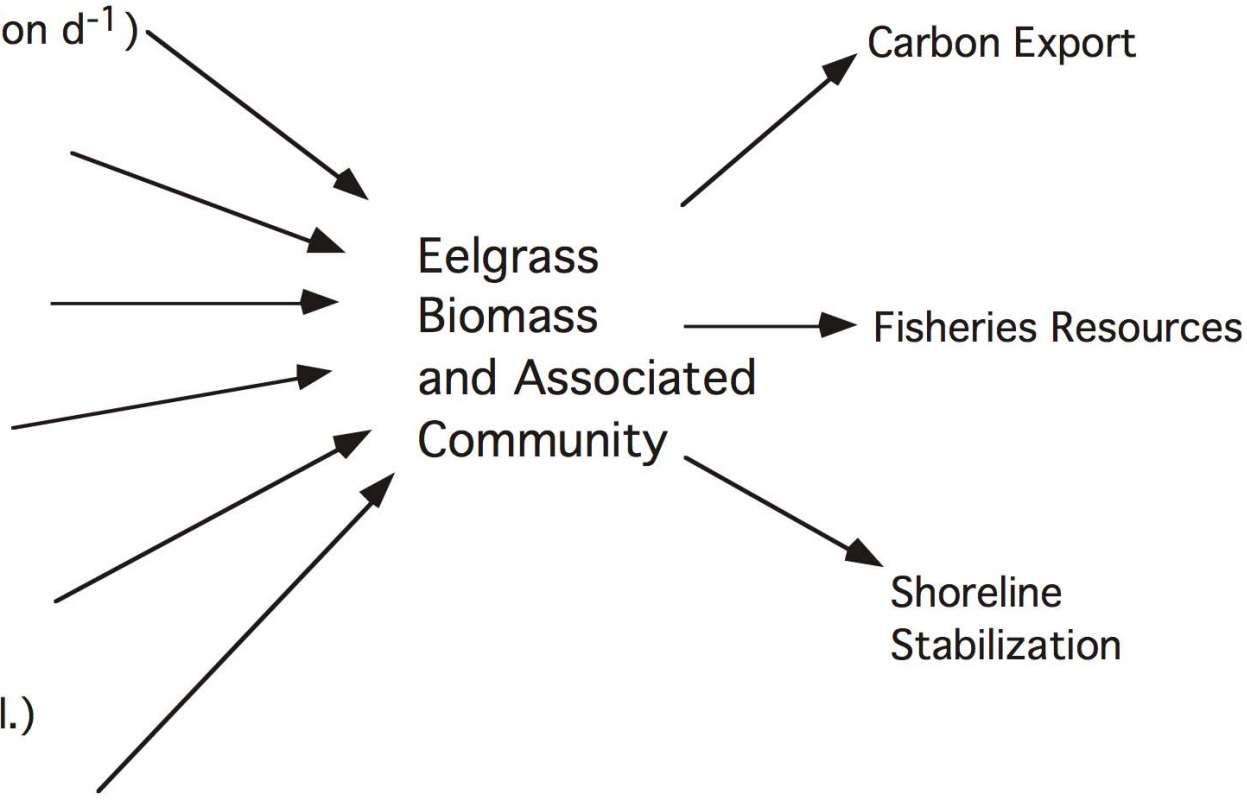 on d⁻¹)
Carbon Export
Eelgrass
Biomass
and Associated
Community
Fisheries Resources
Shoreline
Stabilization
l.)